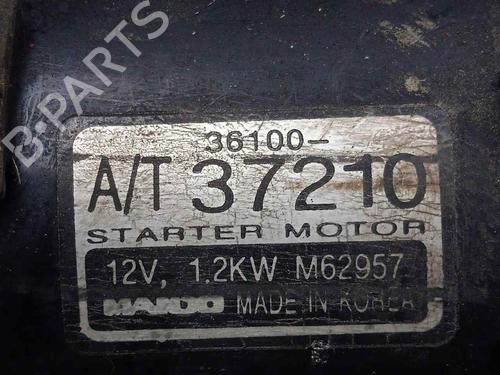 B-PARTS
36100-
A/T 37210
STARTER MOTOR
12V, 1.2KW M62957
MANDO MADE IN KOREA